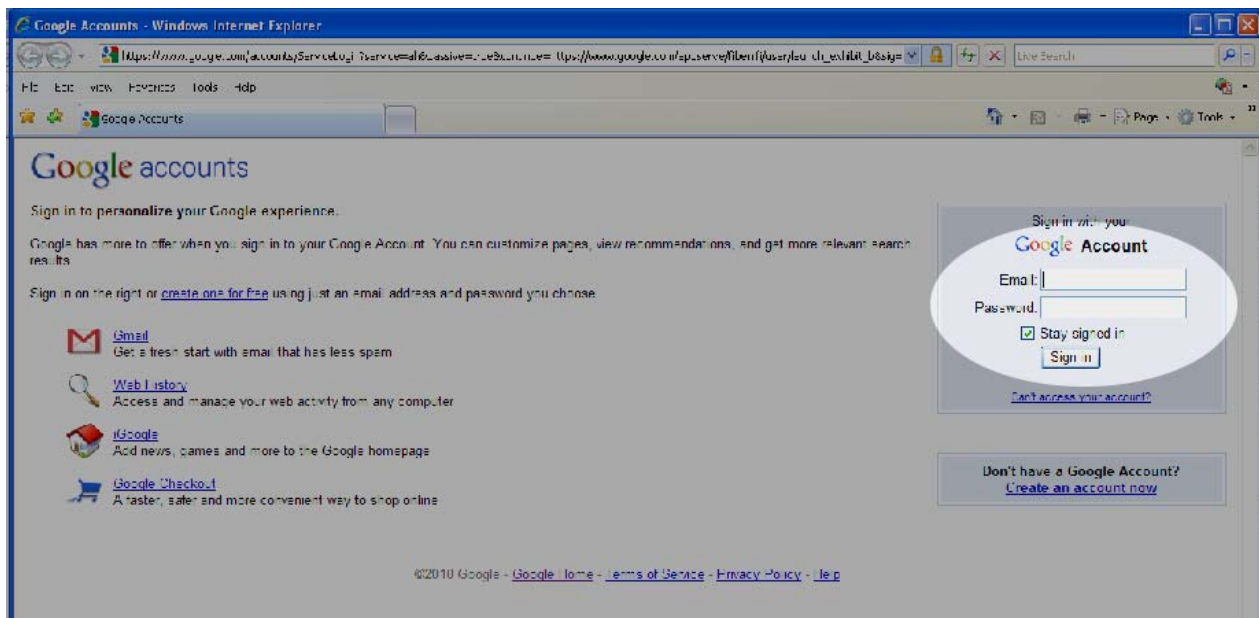 Google Accounts - Windows Internet Explorer
Live Search
File Edit View Favorites Tools Help
Google Accounts
Page Tools
Google accounts
Sign in to personalize your Google experience.
Google has more to offer when you sign in to your Google Account. You can customize pages, view recommendations, and get more relevant search
results.
Sign in on the right or create one for free using just an email address and password you choose.
Gmail
Get a fresh start with email that has less spam
Web History
Access and manage your web activity from any computer
iGoogle
Add news, games and more to the Google homepage
Google Checkout
A faster, safer and more convenient way to shop online
Sign in with your
Google Account
Email:
Password:
Stay signed in
Sign in
Can't access your account?
Don't have a Google Account?
Create an account now
©2010 Google - Google Home - Terms of Service - Privacy Policy - Help